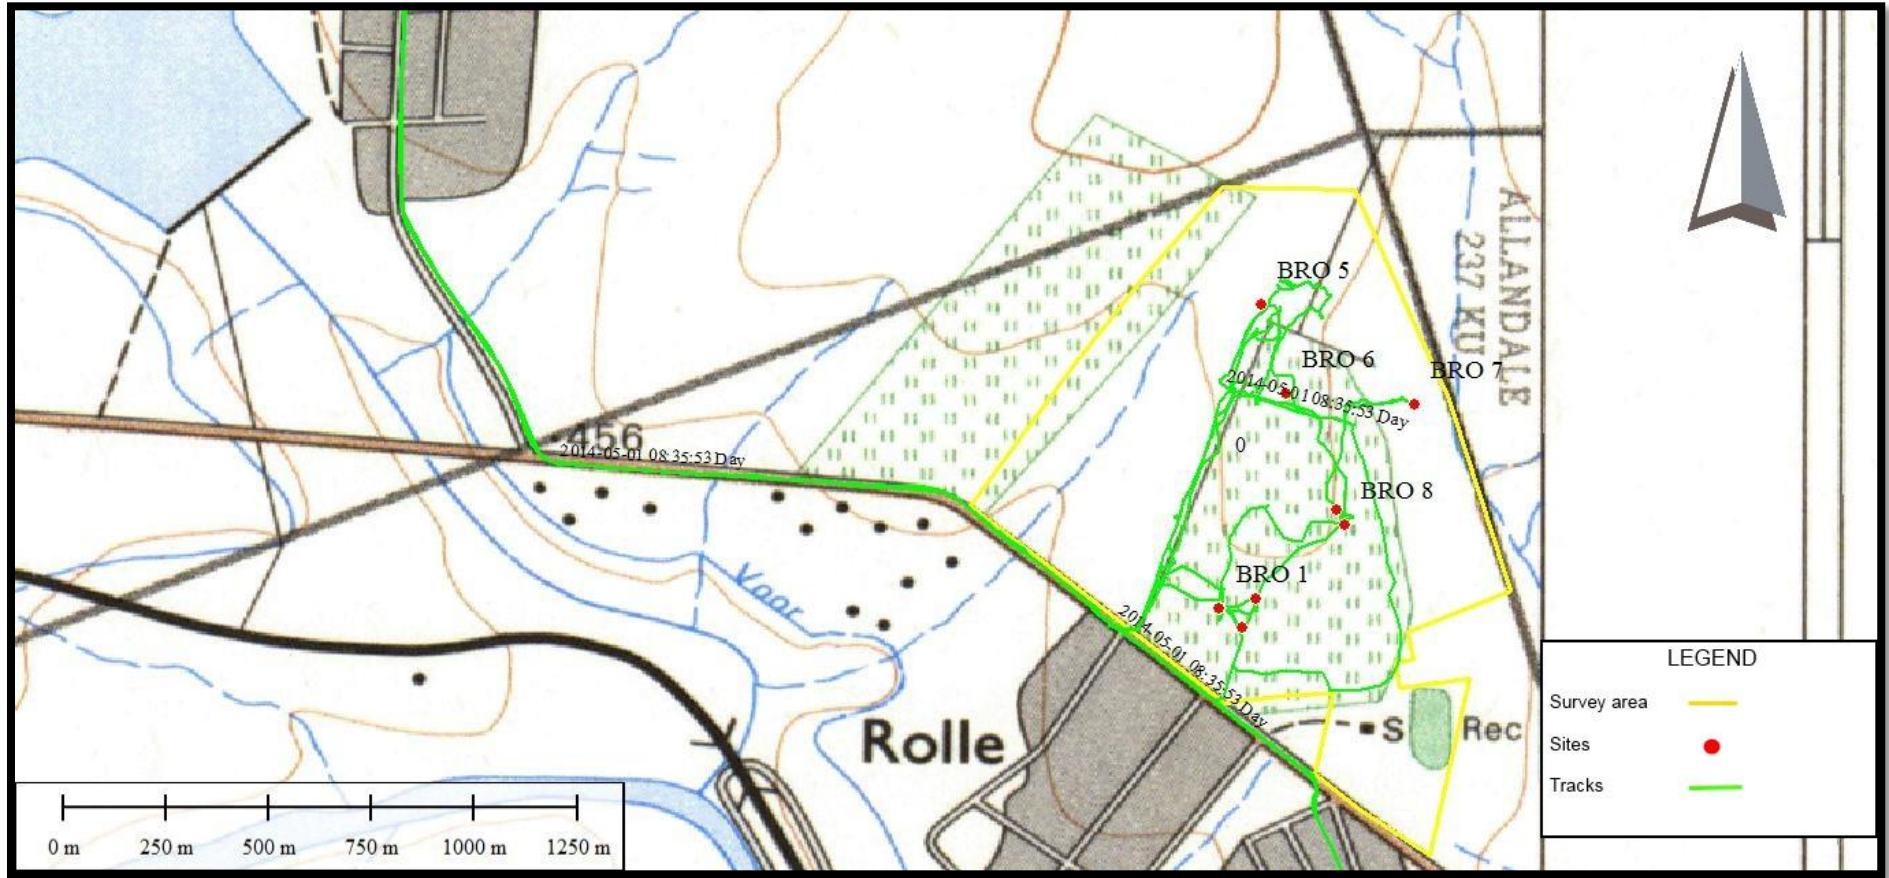 ALLANDALE
237 KU
BRO 5
BRO 6
BRO 7
2014-05-01 08:35:53 Day
0
456
2014-05-01 08:35:53 Day
BRO 8
BRO 1
Voor
2014-05-01 08:35:53 Day
Rolle
S
Rec
LEGEND
Survey area
Sites
Tracks
0 m 250 m 500 m 750 m 1000 m 1250 m